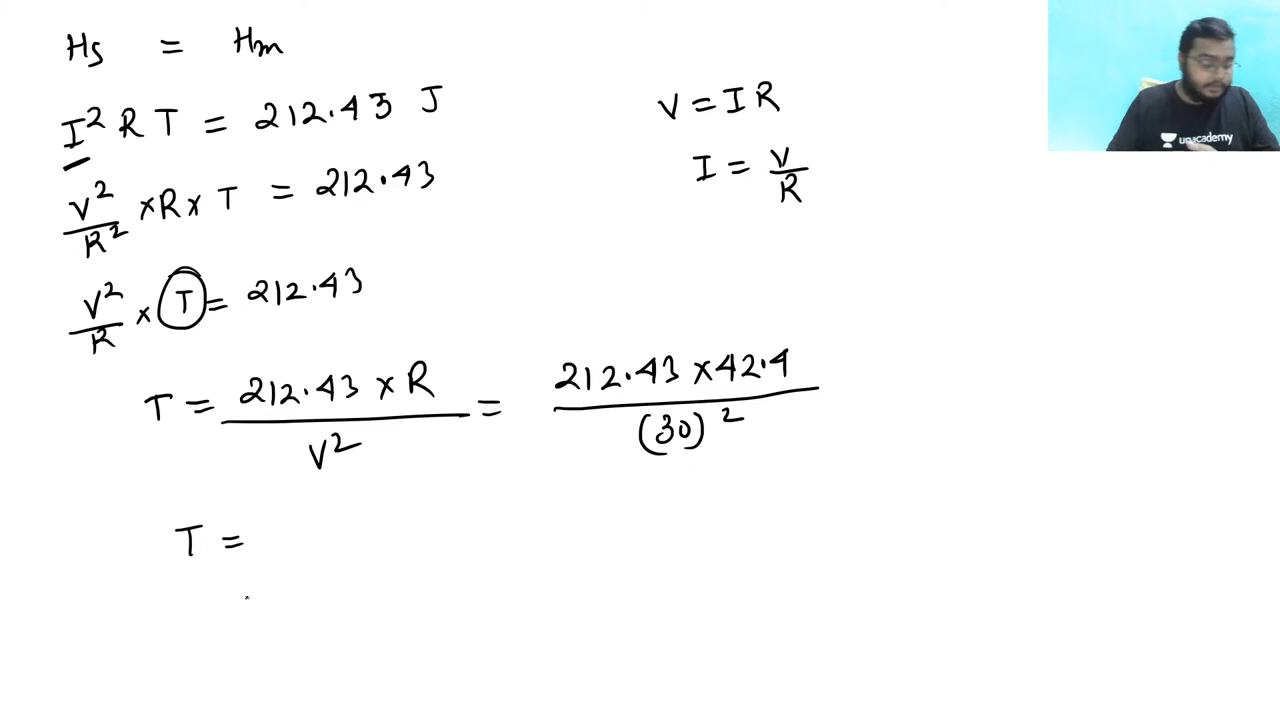 Hs = Hm
I² R T = 212.43 J
V²/R² × R × T = 212.43
V²/R × T = 212.43
T = 212.43 × R / V² = 212.43 × 42.4 / (30)²
T =
V = I R
I = V/R
unacademy